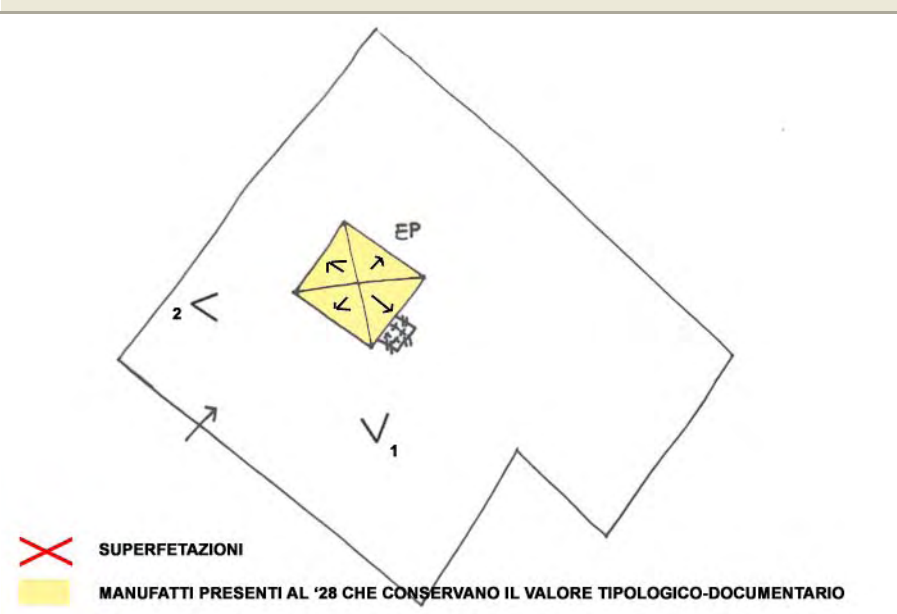 EP
2
1
SUPERFETAZIONI
MANUFATTI PRESENTI AL '28 CHE CONSERVANO IL VALORE TIPOLOGICO-DOCUMENTARIO